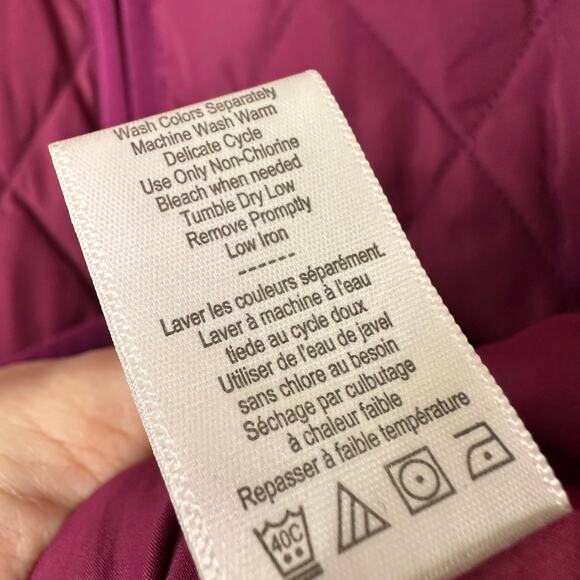 Wash Colors Separately
Machine Wash Warm
Delicate Cycle
Use Only Non-Chlorine
Bleach when needed
Tumble Dry Low
Remove Promptly
Low Iron
------
Laver les couleurs séparément.
Laver à machine à l'eau
tiede au cycle doux
Utiliser de l'eau de javel
sans chlore au besoin
Séchage par culbutage
à chaleur faible
Repasser à faible température
40C